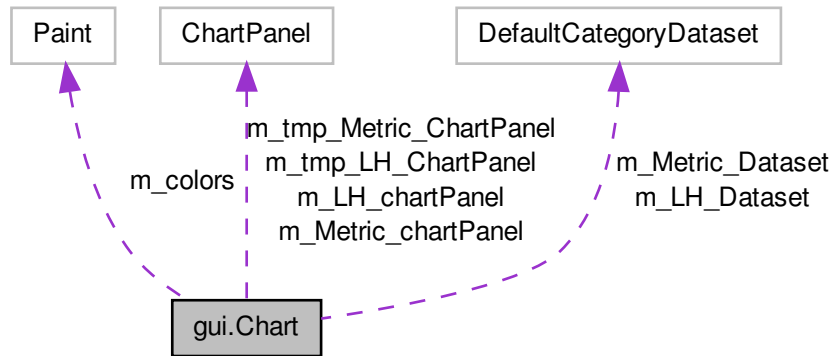 Paint
ChartPanel
DefaultCategoryDataset
m_colors
m_tmp_Metric_ChartPanel
m_tmp_LH_ChartPanel
m_LH_chartPanel
m_Metric_chartPanel
m_Metric_Dataset
m_LH_Dataset
gui.Chart